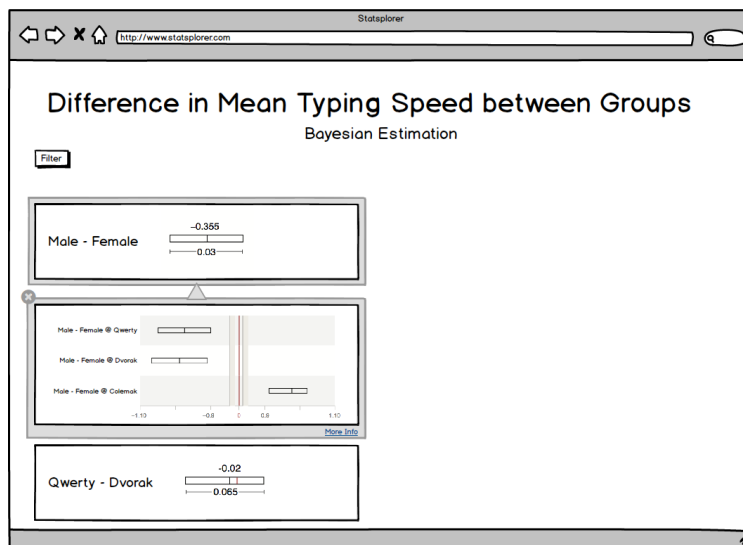 Statsplorer
http://www.statsplorer.com
Difference in Mean Typing Speed between Groups
Bayesian Estimation
Filter
Male - Female
-0.355
0.03
Male - Female @ Qwerty
Male - Female @ Dvorak
Male - Female @ Colemak
-1.10 -0.8 0 0.8 1.10
More Info
Qwerty - Dvorak
-0.02
0.065